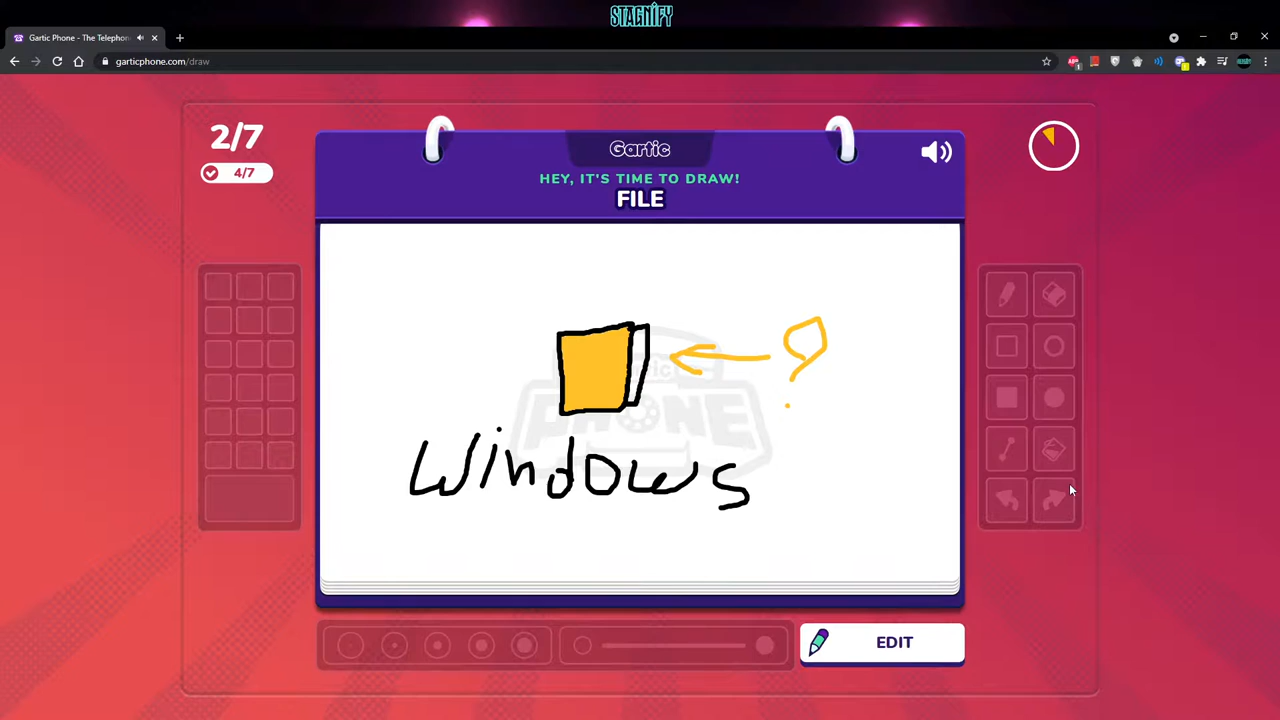 STAGNIFY
Gartic Phone - The Telephon
garticphone.com/draw
2/7
4/7
Gartic
HEY, IT'S TIME TO DRAW!
FILE
?
PHONE
Windows
EDIT